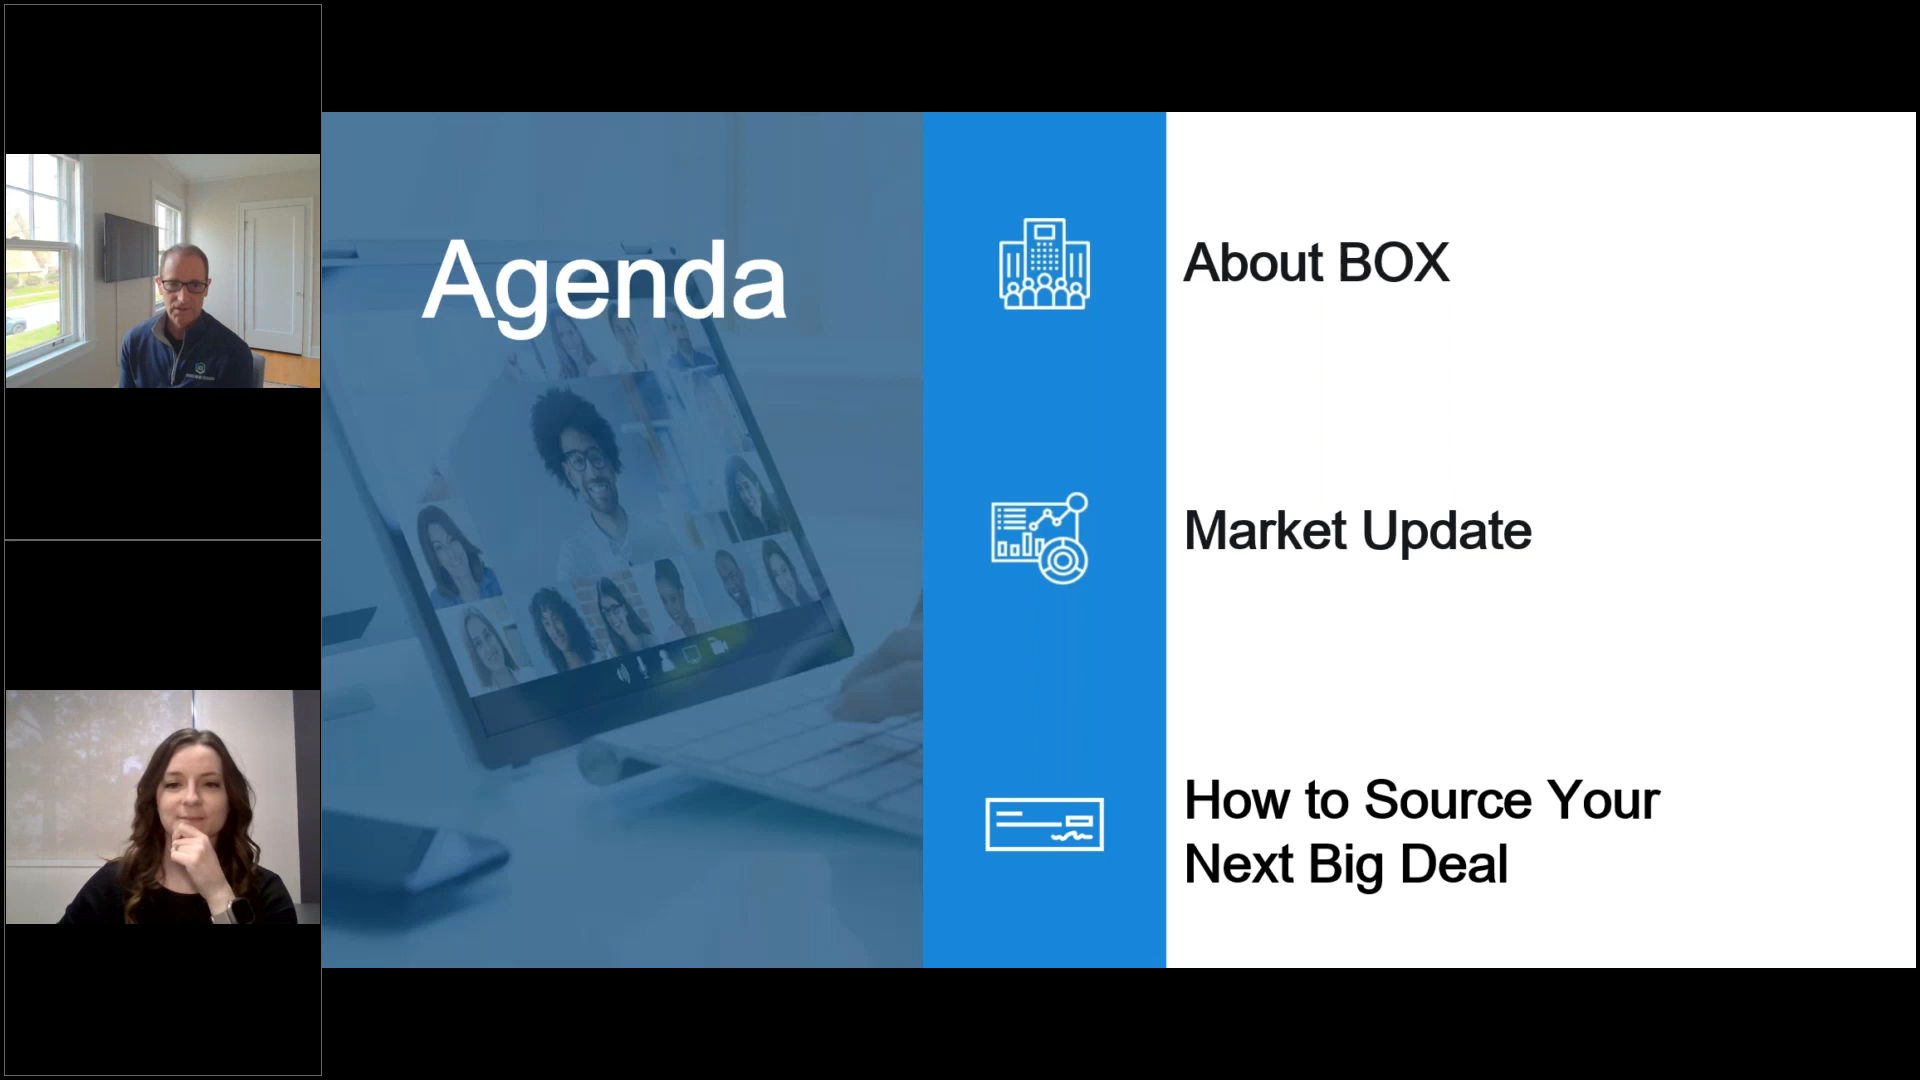 Agenda
About BOX
Market Update
How to Source Your
Next Big Deal